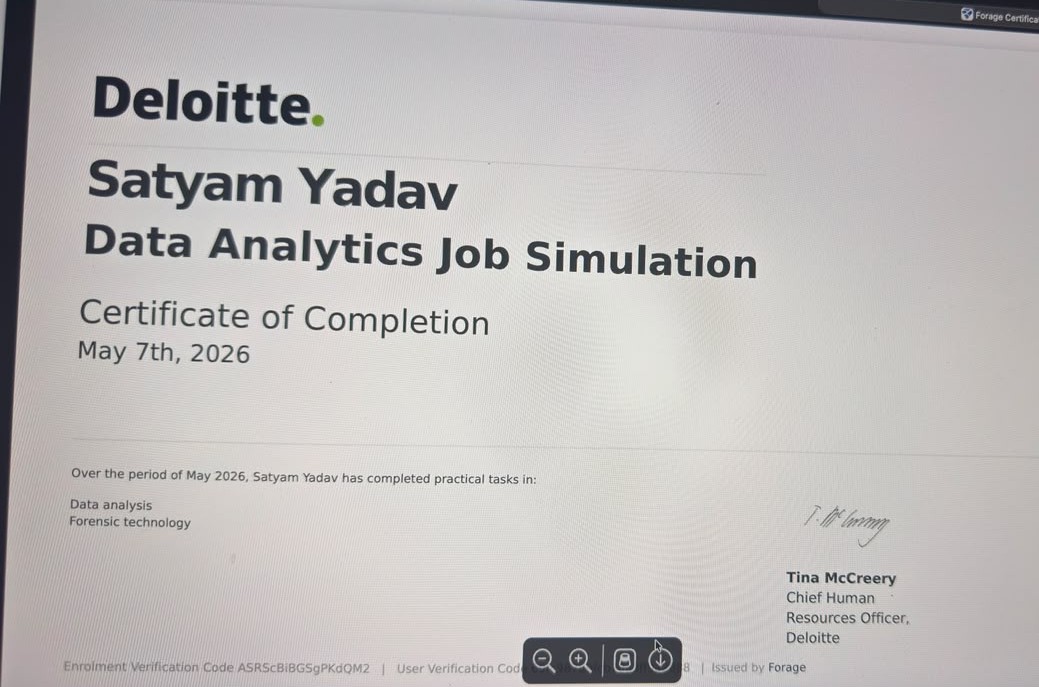 Forage Certifica
Deloitte.
Satyam Yadav
Data Analytics Job Simulation
Certificate of Completion
May 7th, 2026
Over the period of May 2026, Satyam Yadav has completed practical tasks in:
Data analysis
Forensic technology
Tina McCreery
Chief Human
Resources Officer,
Deloitte
Enrolment Verification Code ASRScBiBGSgPKdQM2 | User Verification Cod 8 | Issued by Forage